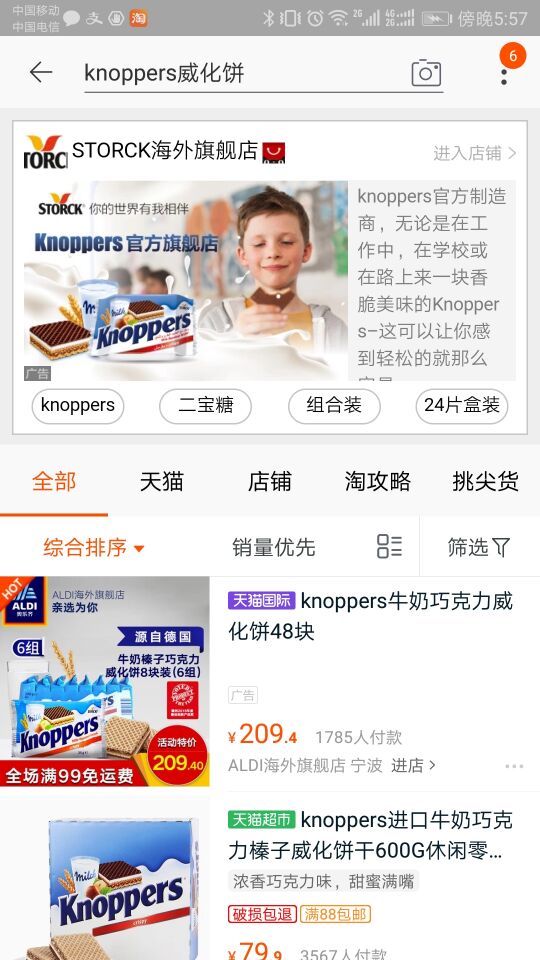 中国移动
中国电信
支
淘
2G
4G
2G
傍晚5:57
knoppers威化饼
6
TORCK
STORCK海外旗舰店
进入店铺
STORCK 你的世界有我相伴
Knoppers官方旗舰店
Milch
Knoppers
广告
knoppers官方制造
商，无论是在工
作中，在学校或
在路上来一块香
脆美味的Knopper
s–这可以让你感
到轻松的就那么
knoppers
二宝糖
组合装
24片盒装
全部
天猫
店铺
淘攻略
挑尖货
综合排序
销量优先
筛选
HOT
ALDI
奥乐齐
ALDI海外旗舰店
亲选为你
源自德国
6组
牛奶榛子巧克力
威化饼8块装(6组)
Milch
Knoppers
活动特价
209.40
全场满99免运费
天猫国际 knoppers牛奶巧克力威
化饼48块
广告
¥209.4 1785人付款
ALDI海外旗舰店 宁波 进店
Milch
Knoppers
crispy
天猫超市 knoppers进口牛奶巧克
力榛子威化饼干600G休闲零...
浓香巧克力味，甜蜜满嘴
破损包退 满88包邮
¥79.9 3567人付款